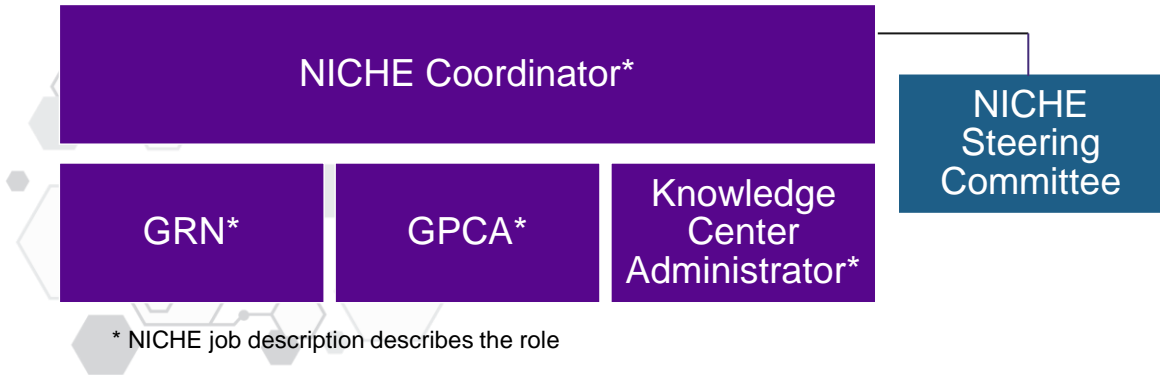 NICHE Coordinator*
NICHE
Steering
Committee
GRN*
GPCA*
Knowledge
Center
Administrator*
* NICHE job description describes the role